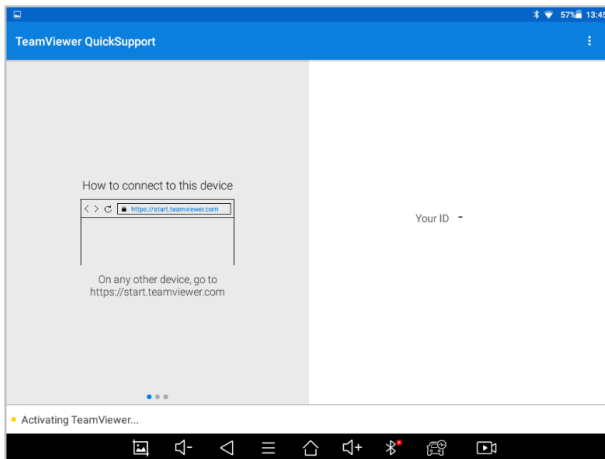 57% 13:45
TeamViewer QuickSupport
How to connect to this device
https://start.teamviewer.com
On any other device, go to
https://start.teamviewer.com
Your ID -
Activating TeamViewer...